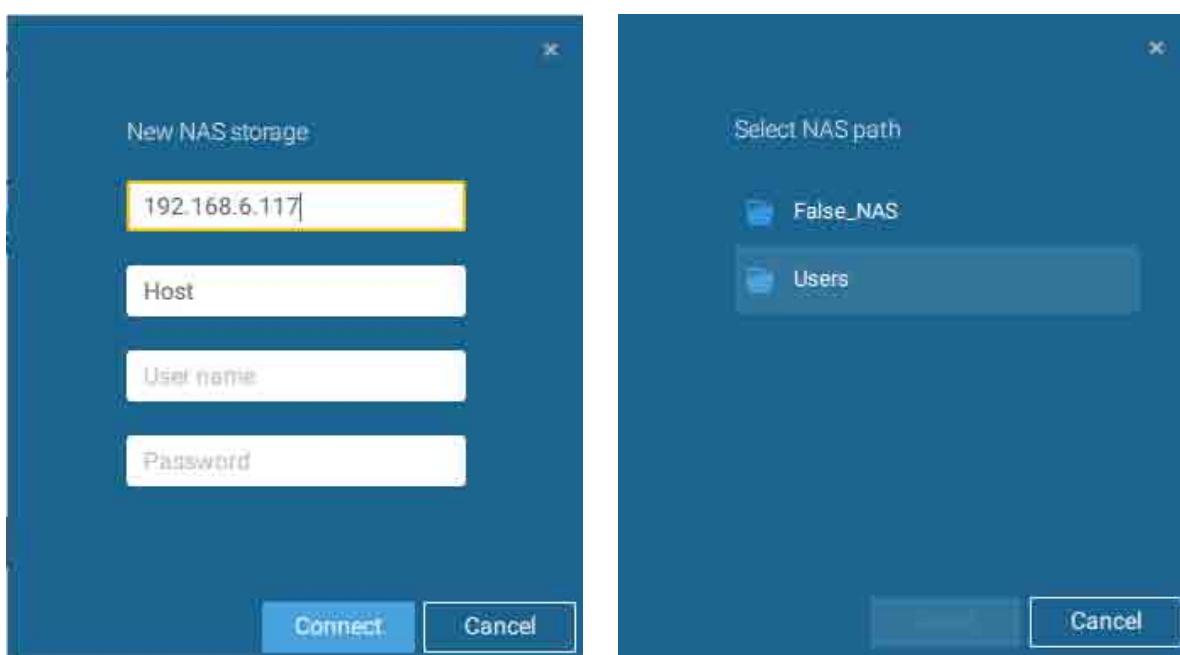 ×
New NAS storage
192.168.6.117
Host
User name
Password
Connect
Cancel
×
Select NAS path
False_NAS
Users
Cancel